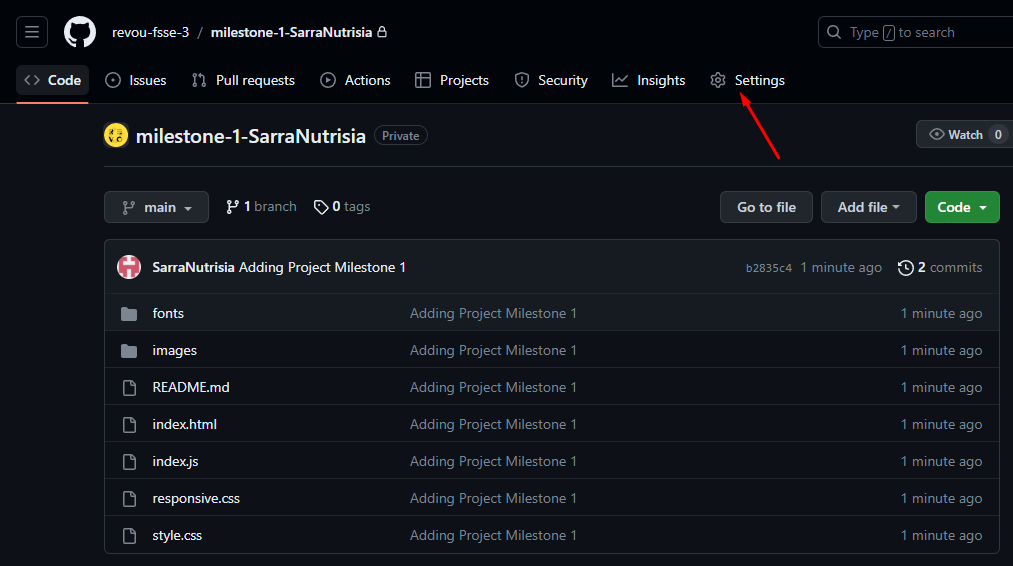 revou-fsse-3 / milestone-1-SarraNutrisia
Type / to search
Code Issues Pull requests Actions Projects Security Insights Settings
milestone-1-SarraNutrisia Private
Watch 0
main 1 branch 0 tags Go to file Add file Code
SarraNutrisia Adding Project Milestone 1 b2835c4 1 minute ago 2 commits
fonts Adding Project Milestone 1 1 minute ago
images Adding Project Milestone 1 1 minute ago
README.md Adding Project Milestone 1 1 minute ago
index.html Adding Project Milestone 1 1 minute ago
index.js Adding Project Milestone 1 1 minute ago
responsive.css Adding Project Milestone 1 1 minute ago
style.css Adding Project Milestone 1 1 minute ago